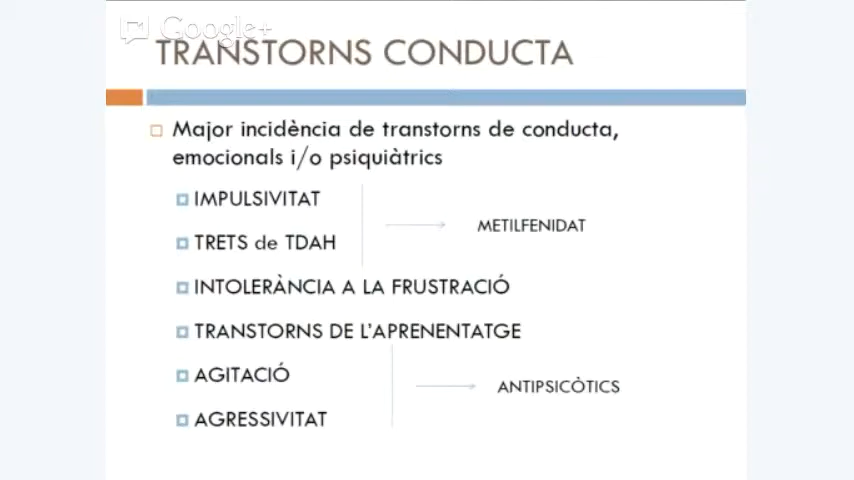 Google+
TRANSTORNS CONDUCTA
Major incidència de transtorns de conducta,
emocionals i/o psiquiàtrics
IMPULSIVITAT
METILFENIDAT
TRETS de TDAH
INTOLERÀNCIA A LA FRUSTRACIÓ
TRANSTORNS DE L'APRENENTATGE
AGITACIÓ
ANTIPSICÒTICS
AGRESSIVITAT